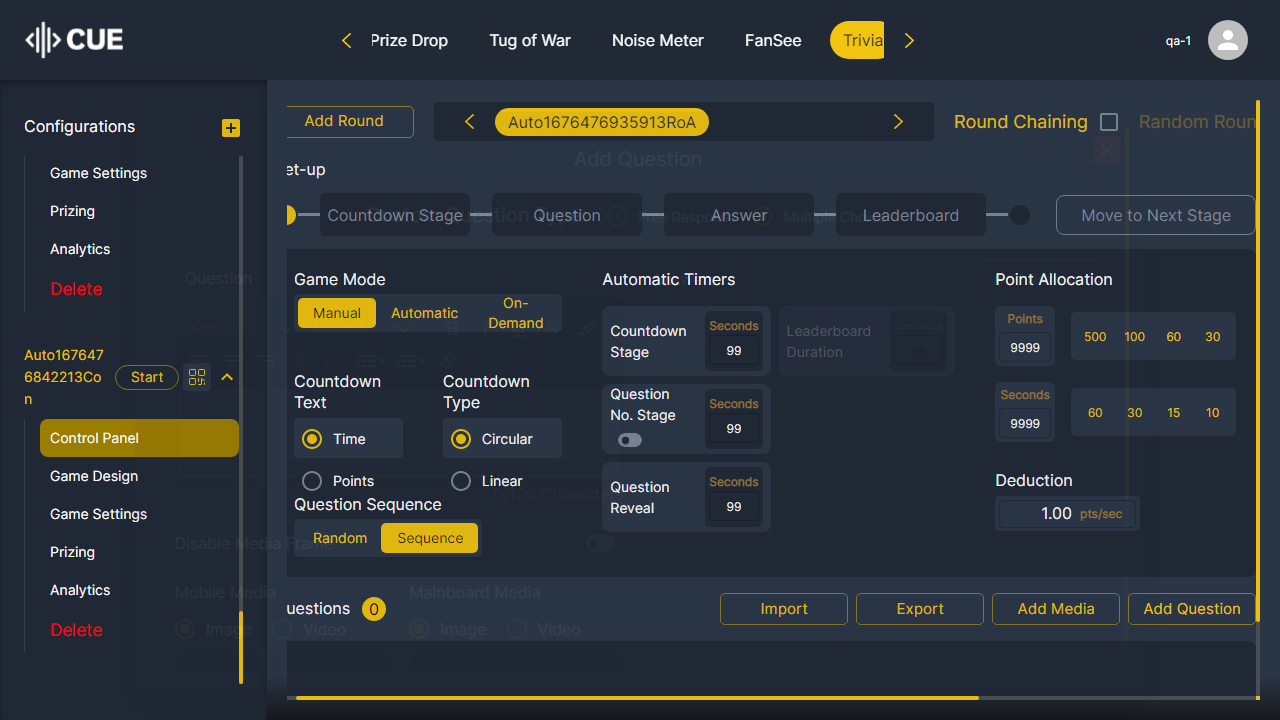 CUE
Prize Drop
Tug of War
Noise Meter
FanSee
Trivia
qa-1
Configurations
Game Settings
Prizing
Analytics
Delete
Auto167647
6842213Co
n
Start
Control Panel
Game Design
Game Settings
Prizing
Analytics
Delete
Add Round
Auto1676476935913RoA
Round Chaining
Random Roun
Add Question
et-up
Countdown Stage
Question
Answer
Leaderboard
Move to Next Stage
Question
Game Mode
Manual
Automatic
On-
Demand
Countdown
Text
Time
Points
Countdown
Type
Circular
Linear
Question Sequence
Random
Sequence
Automatic Timers
Countdown
Stage
Seconds
99
Leaderboard
Duration
Seconds
Question
No. Stage
Seconds
99
Question
Reveal
Seconds
99
Point Allocation
Points
9999
500 100 60 30
Seconds
9999
60 30 15 10
Deduction
1.00 pts/sec
Disable Media Frame
Mobile Media
Image
Video
Mainboard Media
Image
Video
uestions 0
Import
Export
Add Media
Add Question